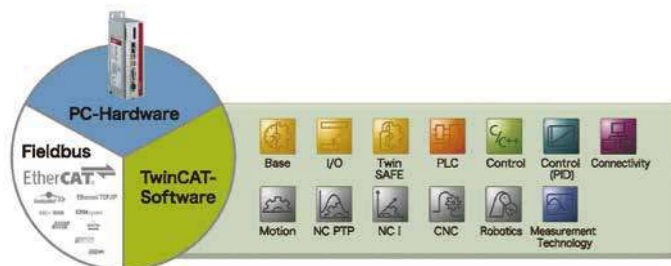 PC-Hardware
Fieldbus
EtherCAT
TwinCAT-
Software
Base
I/O
Twin
SAFE
PLC
C/C++
Control
Control
(PID)
Connectivity
Motion
NC PTP
NC I
CNC
Robotics
Measurement
Technology